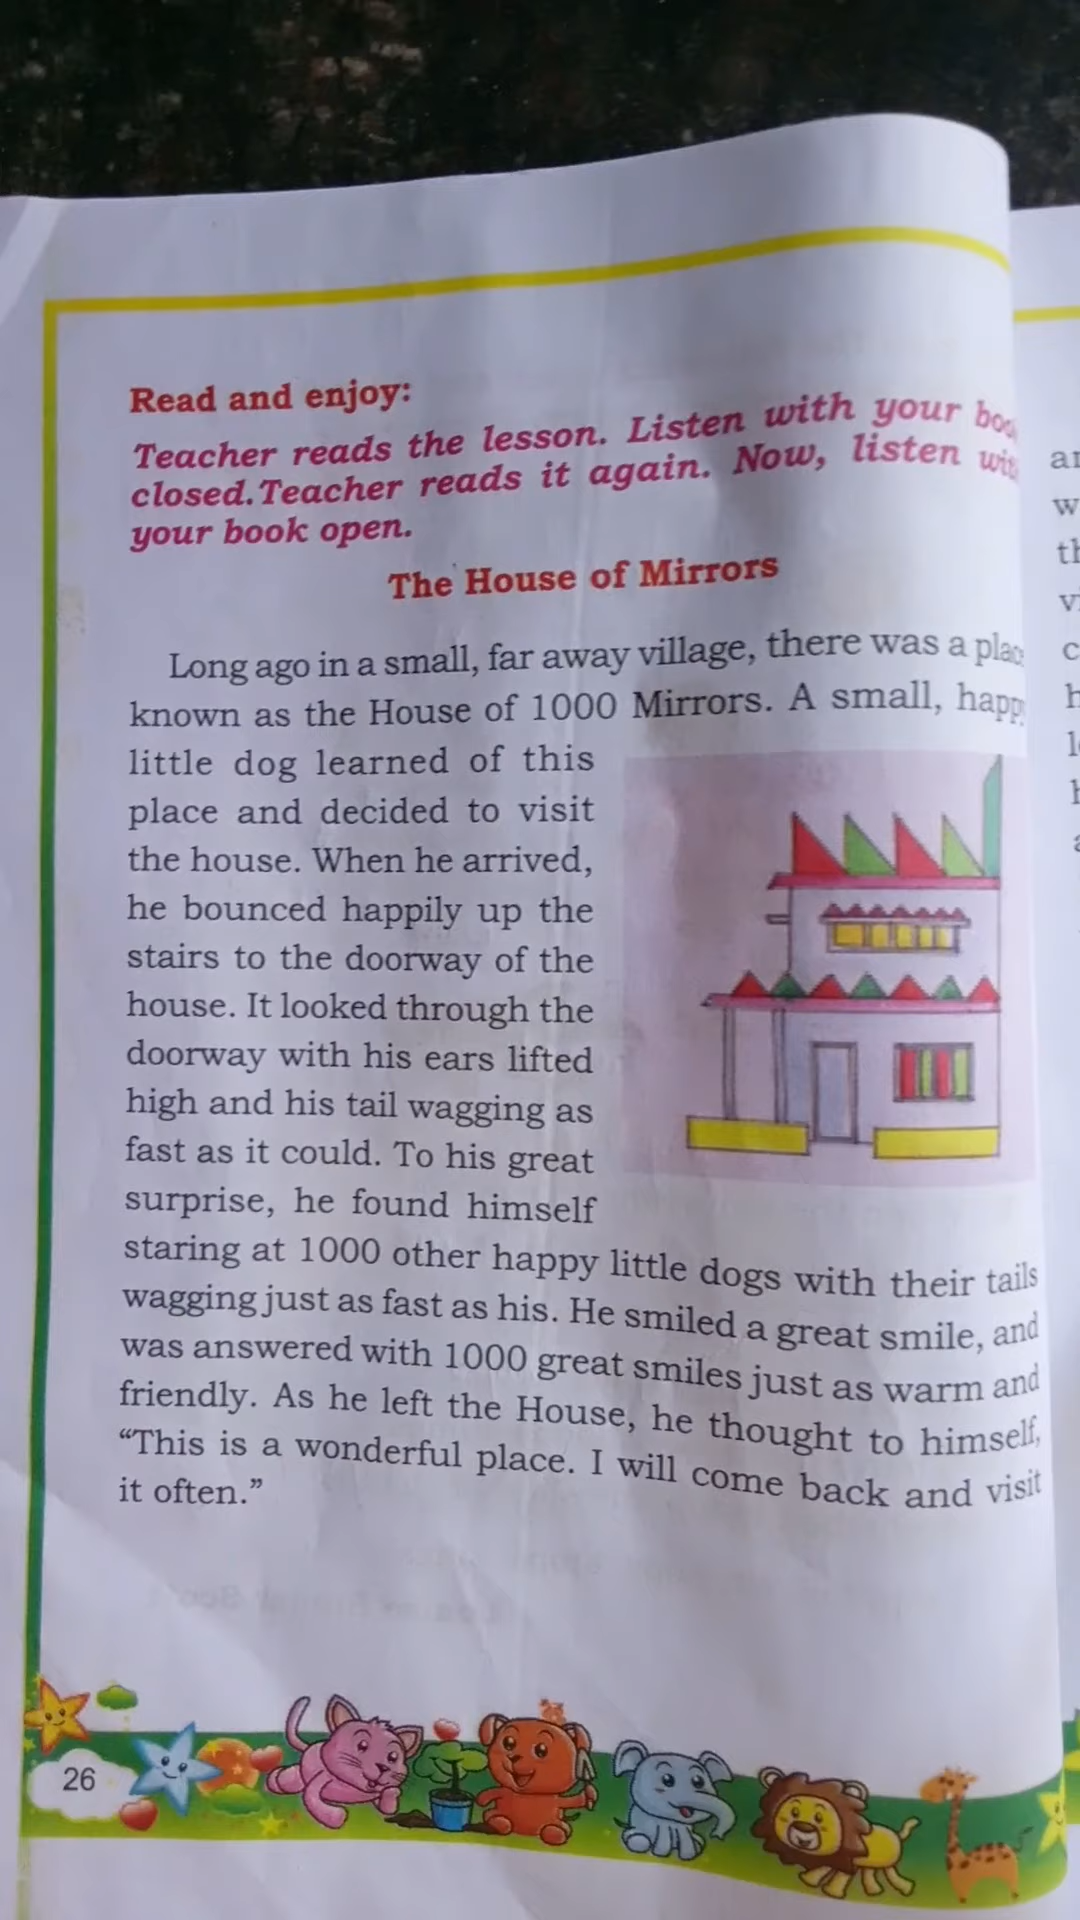 Read and enjoy:
Teacher reads the lesson. Listen with your
closed. Teacher reads it again. Now, listen
your book open.
The House of Mirrors
Long ago in a small, far away village, there was a
known as the House of 1000 Mirrors. A small,
little dog learned of this
place and decided to visit
the house. When he arrived,
he bounced happily up the
stairs to the doorway of the
house. It looked through the
doorway with his ears lifted
high and his tail wagging as
fast as it could. To his great
surprise, he found himself
staring at 1000 other happy little dogs with their tails
wagging just as fast as his. He smiled a great smile, and
was answered with 1000 great smiles just as warm and
friendly. As he left the House, he thought to himself,
“This is a wonderful place. I will come back and visit
it often.”
26